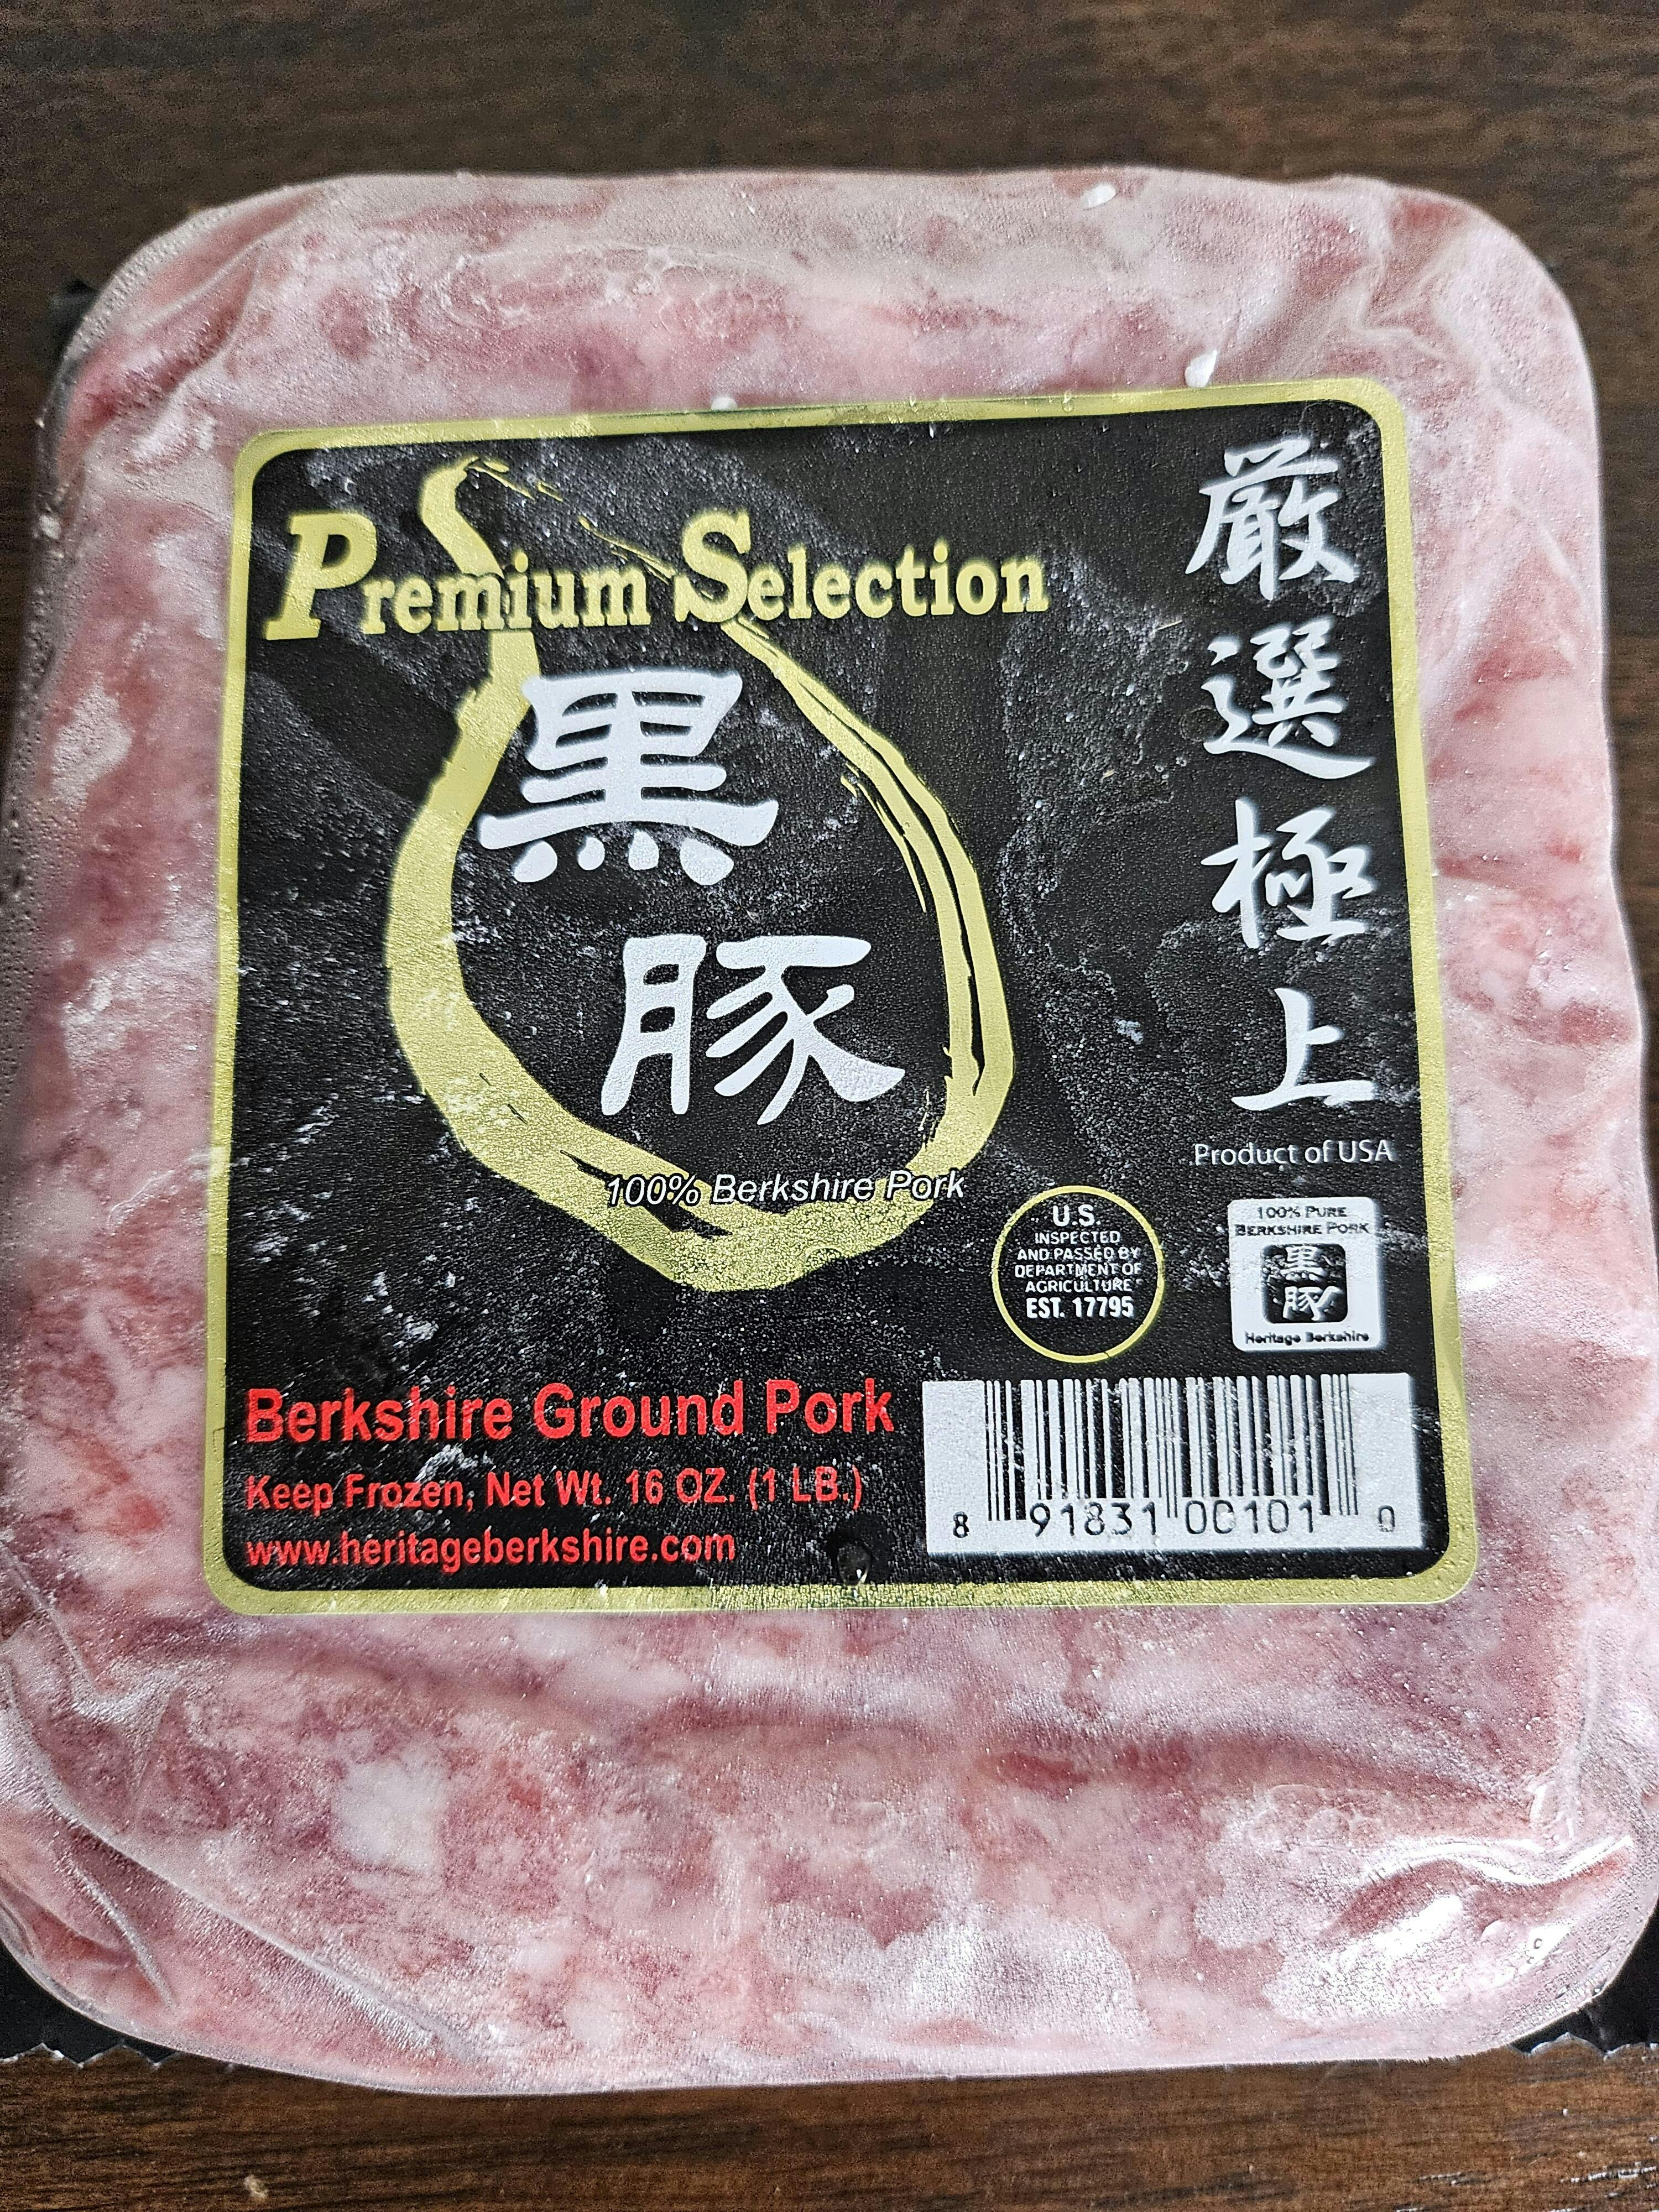 Premium Selection
黒
豚
100% Berkshire Pork
厳
選
極
上
Product of USA
U.S.
INSPECTED
AND PASSED BY
DEPARTMENT OF
AGRICULTURE
EST. 17795
100% PURE
BERKSHIRE PORK
黒
豚
Heritage Berkshire
Berkshire Ground Pork
Keep Frozen, Net Wt. 16 OZ. (1 LB.)
www.heritageberkshire.com
8 91831 00101 0